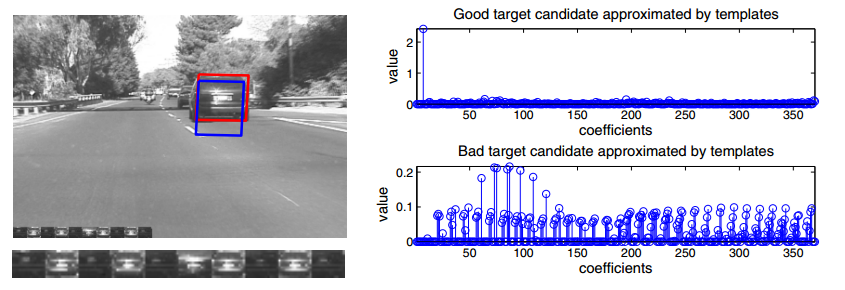 Good target candidate approximated by templates
value
2
1
0
50 100 150 200 250 300 350
coefficients
Bad target candidate approximated by templates
value
0.2
0.1
0
50 100 150 200 250 300 350
coefficients